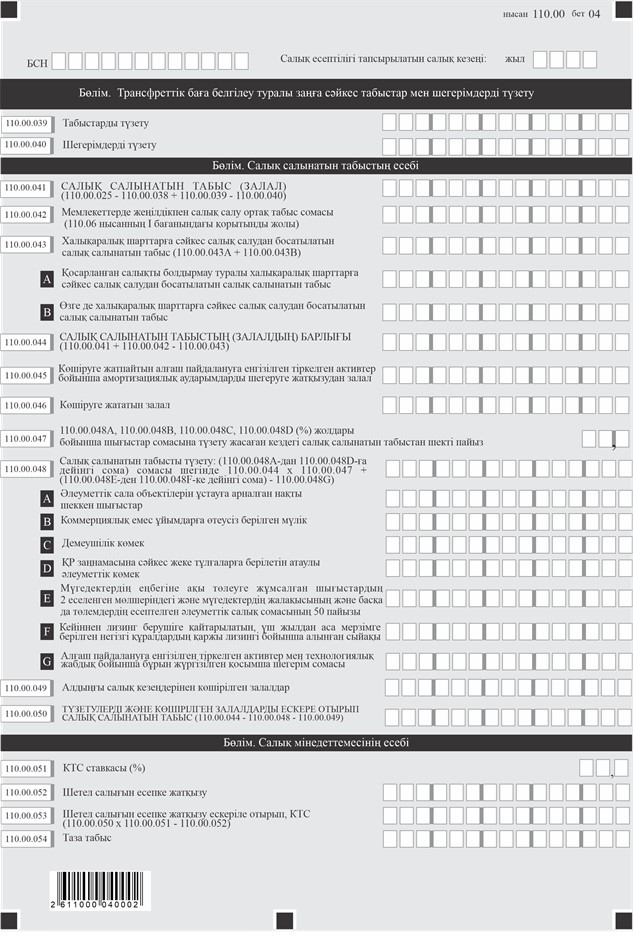 нысан 110.00 бет 04
БСН
Салық есептілігі тапсырылатын салық кезеңі: жыл
Бөлім. Трансфреттік баға белгілеу туралы заңға сәйкес табыстар мен шегерімдерді түзету
110.00.039 Табыстарды түзету
110.00.040 Шегерімдерді түзету
Бөлім. Салық салынатын табыстың есебі
110.00.041 САЛЫҚ САЛЫНАТЫН ТАБЫС (ЗАЛАЛ)
(110.00.025 - 110.00.038 + 110.00.039 - 110.00.040)
110.00.042 Мемлекеттерде жеңілдікпен салық салу ортақ табыс сомасы
(110.06 нысанның I бағанындағы қорытынды жолы)
110.00.043 Халықаралық шарттарға сәйкес салық салудан босатылатын
салық салынатын табыс (110.00.043A + 110.00.043B)
A Қосарланған салықты болдырмау туралы халықаралық шарттарға
сәйкес салық салудан босатылатын салық салынатын табыс
B Өзге де халықаралық шарттарға сәйкес салық салудан босатылатын
салық салынатын табыс
110.00.044 САЛЫҚ САЛЫНАТЫН ТАБЫСТЫҢ (ЗАЛАЛДЫҢ) БАРЛЫҒЫ
(110.00.041 + 110.00.042 - 110.00.043)
110.00.045 Көшіруге жатпайтын алғаш пайдалануға енгізілген тіркелген активтер
бойынша амортизациялық аударымдарды шегеруге жатқызудан залал
110.00.046 Көшіруге жататын залал
110.00.047 110.00.048A, 110.00.048B, 110.00.048C, 110.00.048D (%) жолдары
бойынша шығыстар сомасына түзету жасаған кездегі салық салынатын табыстан шекті пайыз ,
110.00.048 Салық салынатын табысты түзету: (110.00.048A-дан 110.00.048D-ға
дейінгі сома) сомасы шегінде 110.00.044 x 110.00.047 +
(110.00.048E-ден 110.00.048F-ке дейінгі сома) - 110.00.048G)
A Әлеуметтік сала объектілерін ұстауға арналған нақты
шеккен шығыстар
B Коммерциялық емес ұйымдарға өтеусіз берілген мүлік
C Демеушілік көмек
D ҚР заңнамасына сәйкес жеке тұлғаларға берілетін атаулы
әлеуметтік көмек
E Мүгедектердің еңбегіне ақы төлеуге жұмсалған шығыстардың
2 еселенген мөлшеріндегі және мүгедектердің жалақысының және басқа
да төлемдердің есептелген әлеуметтік салық сомасының 50 пайызы
F Кейіннен лизинг берушіге қайтарылатын, үш жылдан аса мерзімге
берілген негізгі құралдардың қаржы лизингі бойынша алынған сыйақы
G Алғаш пайдалануға енгізілген тіркелген активтер мен технологиялық
жабдық бойынша бұрын жүргізілген қосымша шегерім сомасы
110.00.049 Алдыңғы салық кезеңдерінен көшірілген залалдар
110.00.050 ТҮЗЕТУЛЕРДІ ЖӘНЕ КӨШІРІЛГЕН ЗАЛАЛДАРДЫ ЕСКЕРЕ ОТЫРЫП
САЛЫҚ САЛЫНАТЫН ТАБЫС (110.00.044 - 110.00.048 - 110.00.049)
Бөлім. Салық міндеттемесінің есебі
110.00.051 КТС ставкасы (%) ,
110.00.052 Шетел салығын есепке жатқызу
110.00.053 Шетел салығын есепке жатқызу ескеріле отырып, КТС
(110.00.050 x 110.00.051 - 110.00.052)
110.00.054 Таза табыс
2 611000 040002